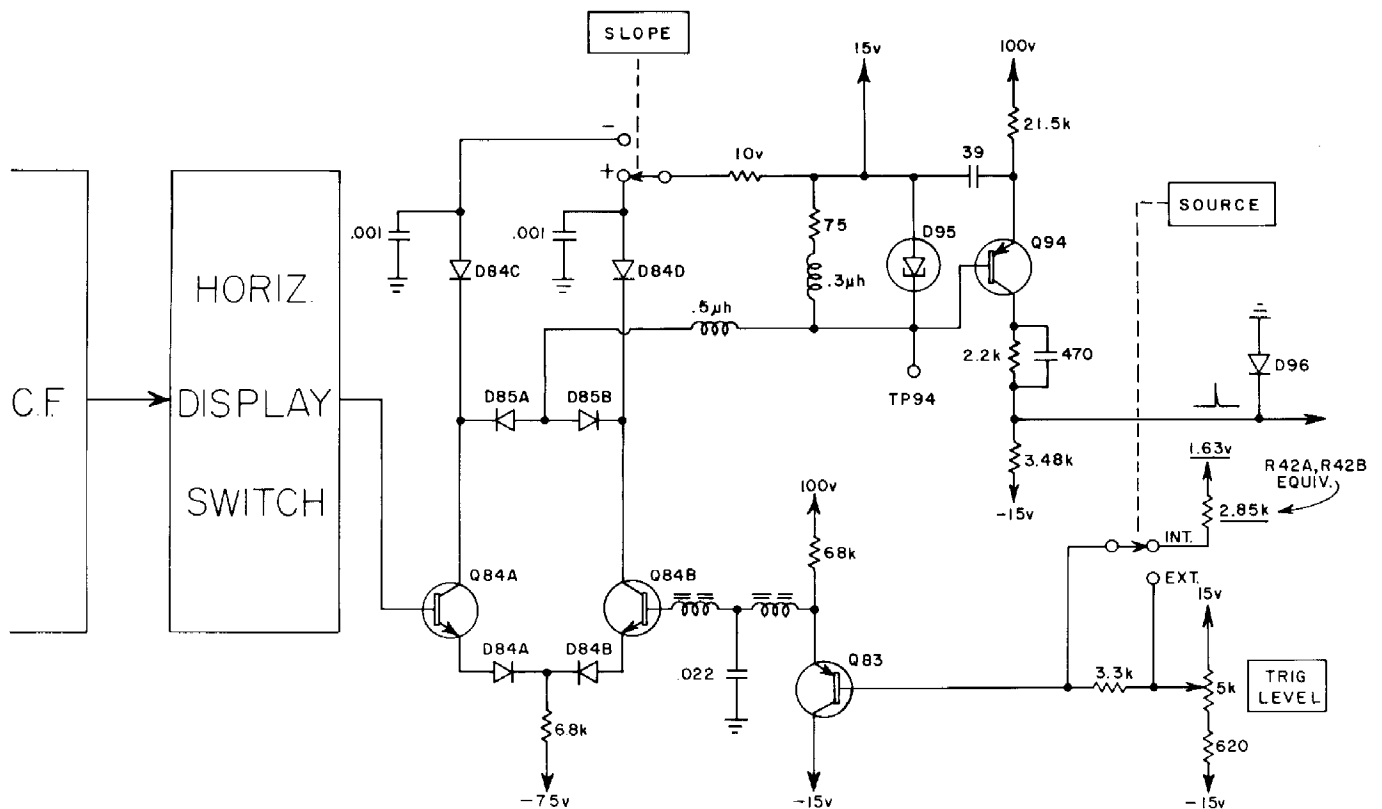 SLOPE
15v
100v
21.5k
-
+
10v
39
SOURCE
.001
.001
75
D95
Q94
D84C
D84D
.3μh
HORIZ.
.5μh
2.2k
470
D96
C.F.
DISPLAY
D85A
D85B
TP94
3.48k
1.63v
R42A,R42B
EQUIV.
2.85k
-15v
SWITCH
100v
INT.
68k
Q84A
Q84B
EXT.
15v
D84A
D84B
.022
Q83
3.3k
5k
TRIG
LEVEL
6.8k
620
-75v
-15v
-15v